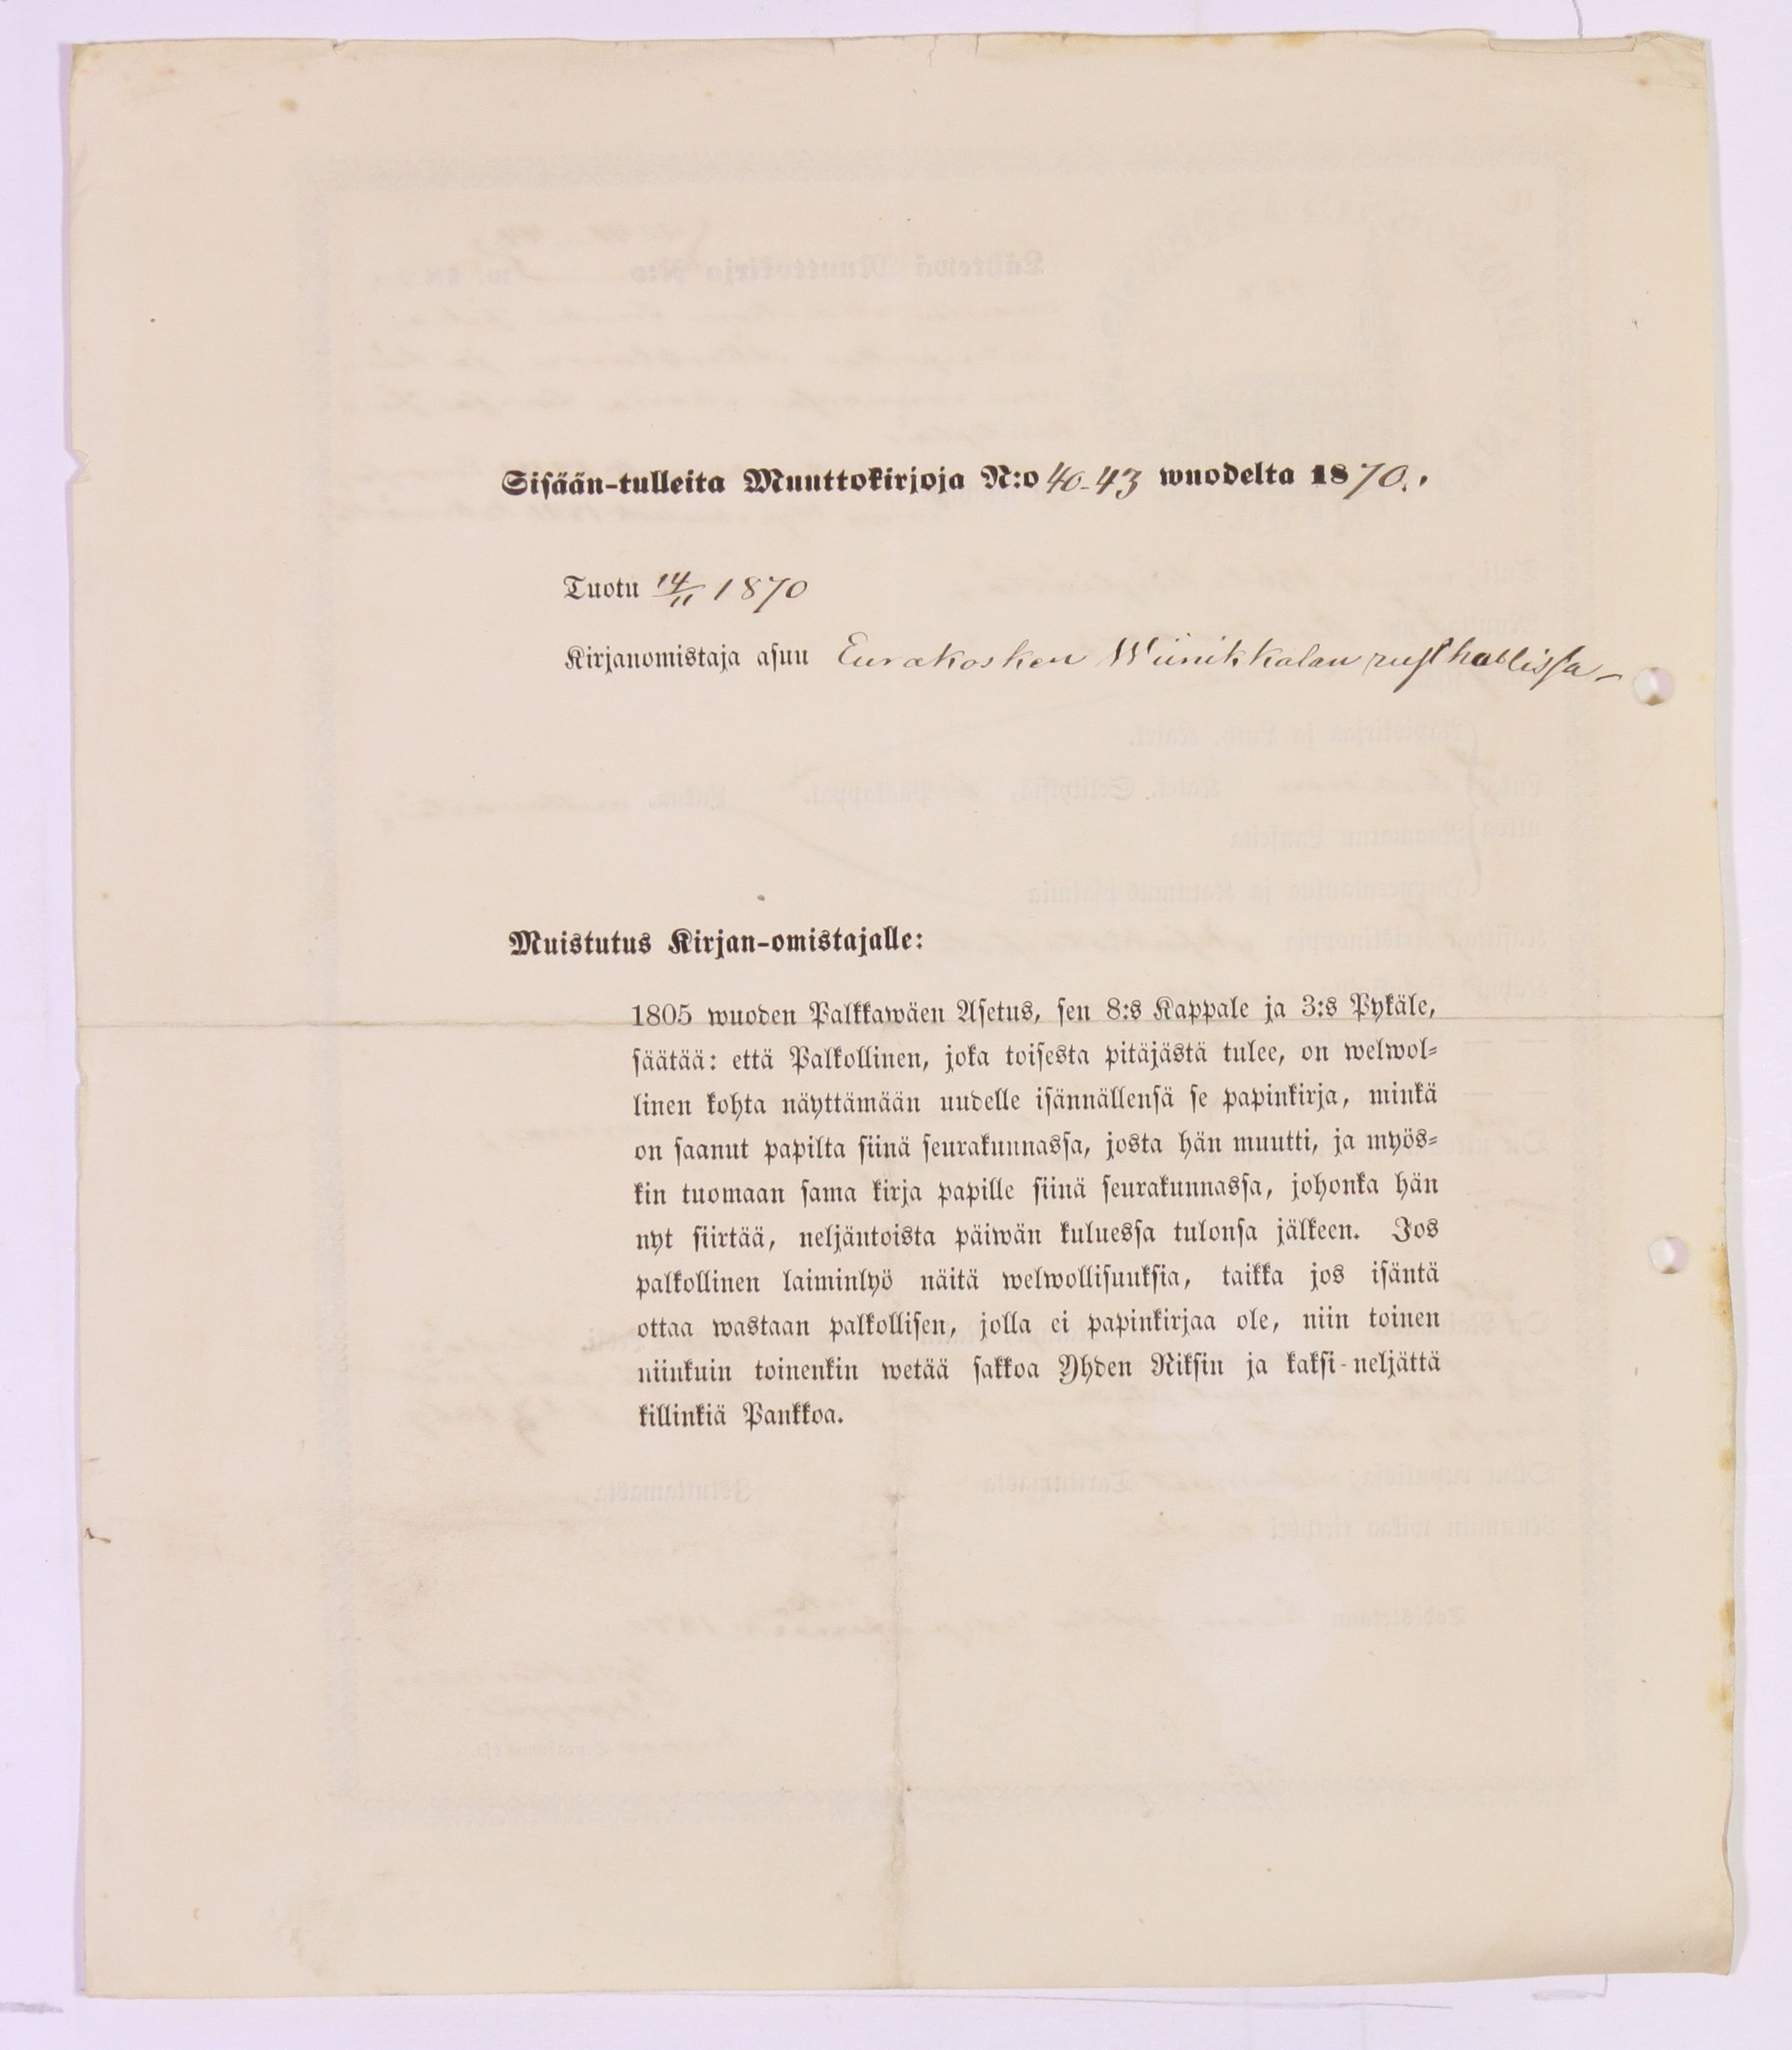 Sisään-tulleita Muuttokirjoja N:o 40-43 wuodelta 1870.
Tuotu 14/11 1870
Kirjanomistaja asuu Eurakosken Wiinikkalan rusthollissa
Muistutus Kirjan-omistajalle:
1805 wuoden Palkkawäen Asetus, sen 8:s Kappale ja 3:s Pykäle,
säätää: että Palkollinen, joka toisesta pitäjästä tulee, on welwol-
linen kohta näyttämään uudelle isännällensä se papinkirja, minkä
on saanut papilta siinä seurakunnassa, josta hän muutti, ja myös-
kin tuomaan sama kirja papille siinä seurakunnassa, johonka hän
nyt siirtää, neljäntoista päiwän kuluessa tulonsa jälkeen. Jos
palkollinen laiminlyö näitä welwollisuuksia, taikka jos isäntä
ottaa wastaan palkollisen, jolla ei papinkirjaa ole, niin toinen
niinkuin toinenkin wetää sakkoa Yhden Riksin ja kaksi-neljättä
killinkiä Pankkoa.